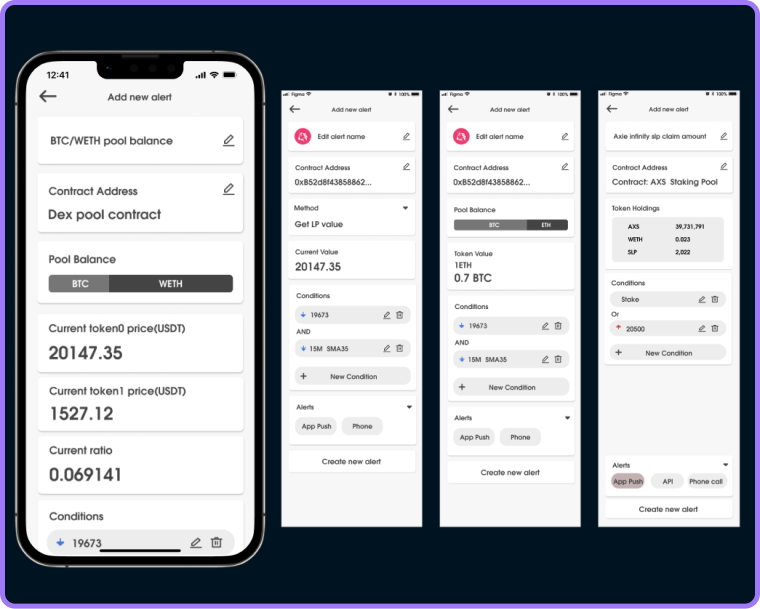 12:41
Add new alert
BTC/WETH pool balance
Contract Address
Dex pool contract
Pool Balance
BTC WETH
Current token0 price(USDT)
20147.35
Current token1 price(USDT)
1527.12
Current ratio
0.069141
Conditions
19673
Figma 100%
Add new alert
Edit alert name
Contract Address
0xB52d8f43858862...
Method
Get LP value
Current Value
20147.35
Conditions
19673
AND
15M SMA35
+ New Condition
Alerts
App Push Phone
Create new alert
Figma 100%
Add new alert
Edit alert name
Contract Address
0xB52d8f43858862...
Pool Balance
BTC ETH
Token Value
1ETH
0.7 BTC
Conditions
19673
AND
15M SMA35
+ New Condition
Alerts
App Push Phone
Create new alert
Figma 100%
Add new alert
Axie infinity slp claim amount
Contract Address
Contract: AXS Staking Pool
Token Holdings
AXS 39,731,791
WETH 0.023
SLP 2,022
Conditions
Stake
Or
20500
+ New Condition
Alerts
App Push API Phone call
Create new alert